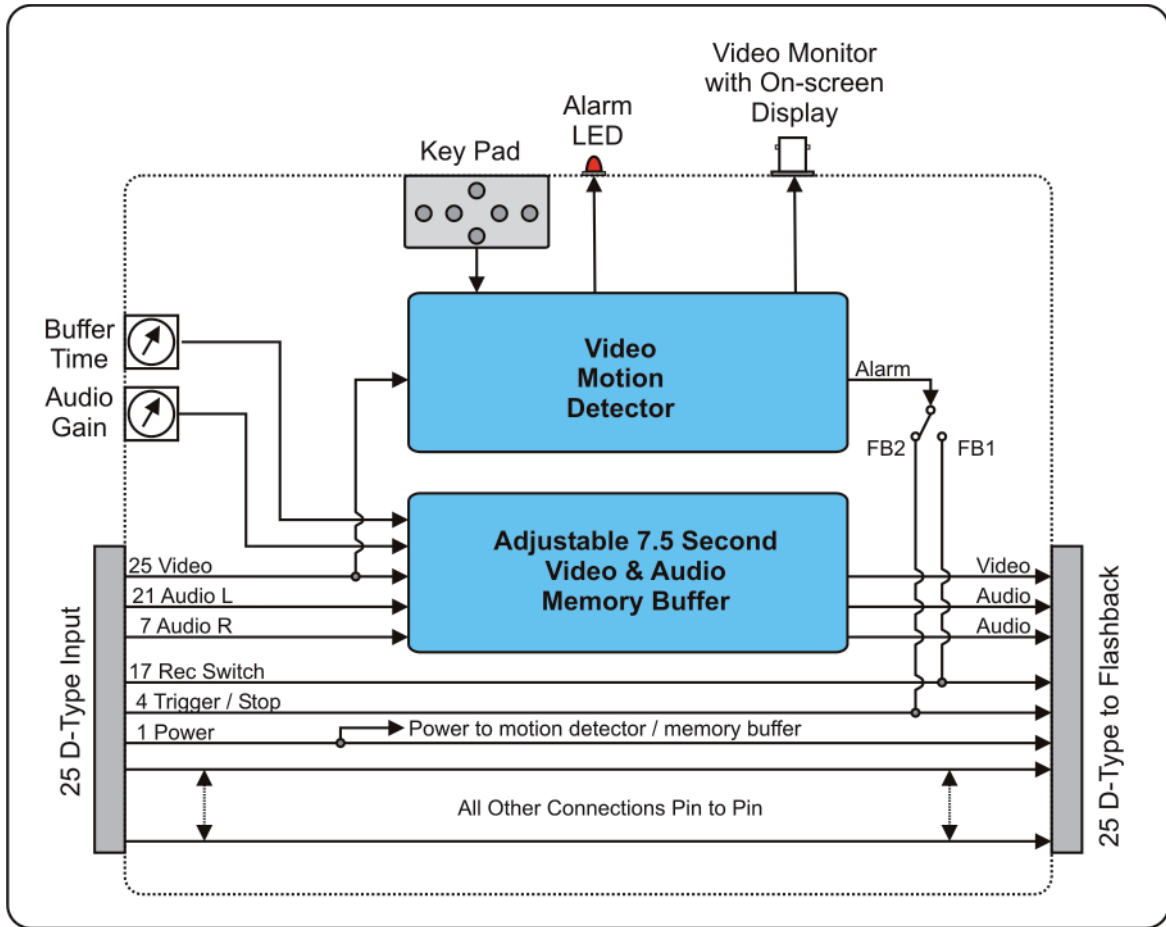 Video Monitor
with On-screen
Display
Alarm
LED
Key Pad
Buffer
Time
Audio
Gain
Video
Motion
Detector
Alarm
FB2
FB1
Adjustable 7.5 Second
Video & Audio
Memory Buffer
25 D-Type Input
25 Video
21 Audio L
7 Audio R
17 Rec Switch
4 Trigger / Stop
1 Power
Power to motion detector / memory buffer
All Other Connections Pin to Pin
Video
Audio
Audio
25 D-Type to Flashback